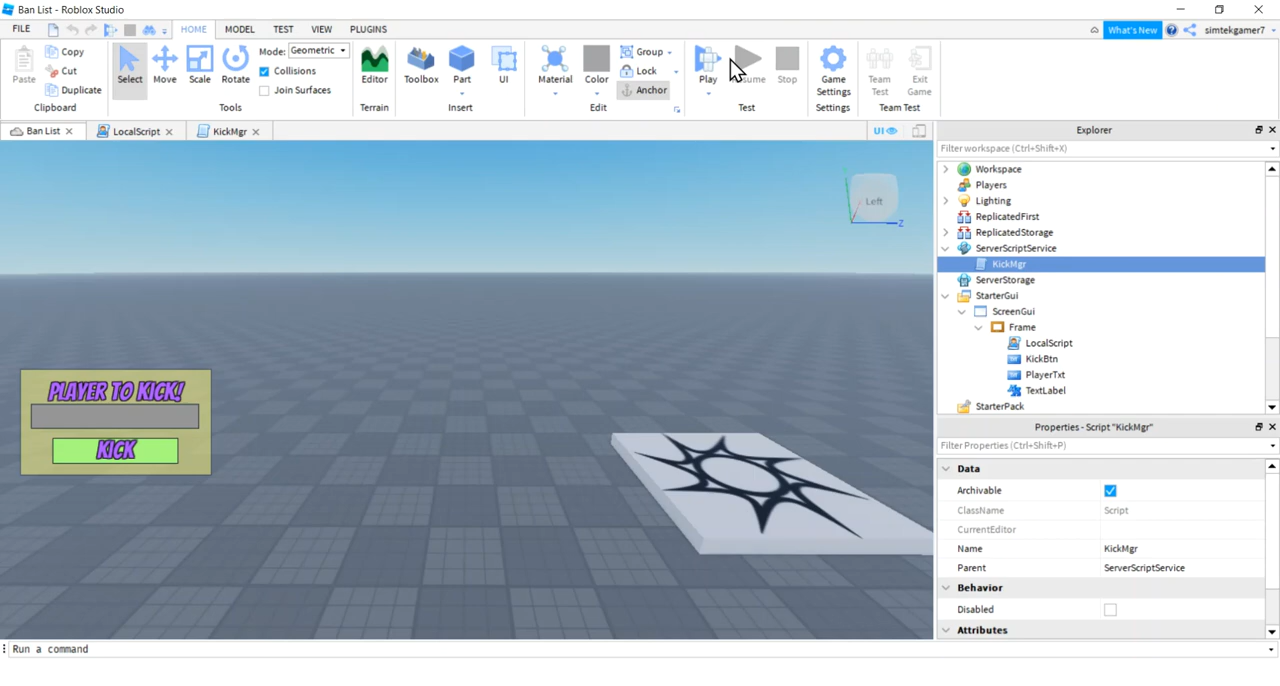 Ban List - Roblox Studio
FILE HOME MODEL TEST VIEW PLUGINS What's New simtekgamer7
Paste Copy Cut Duplicate Select Move Scale Rotate Mode: Geometric Collisions Join Surfaces Editor Toolbox Part UI Material Color Group Lock Anchor Play Stop Game Settings Team Test Exit Game
Clipboard Tools Terrain Insert Edit Test Settings Team Test
Ban List LocalScript KickMgr UI
Left
Z
PLAYER TO KICK!
KICK
Explorer
Filter workspace (Ctrl+Shift+X)
Workspace
Players
Lighting
ReplicatedFirst
ReplicatedStorage
ServerScriptService
KickMgr
ServerStorage
StarterGui
ScreenGui
Frame
LocalScript
KickBtn
PlayerTxt
TextLabel
StarterPack
Properties - Script "KickMgr"
Filter Properties (Ctrl+Shift+P)
Data
Archivable
ClassName Script
CurrentEditor
Name KickMgr
Parent ServerScriptService
Behavior
Disabled
Attributes
Run a command